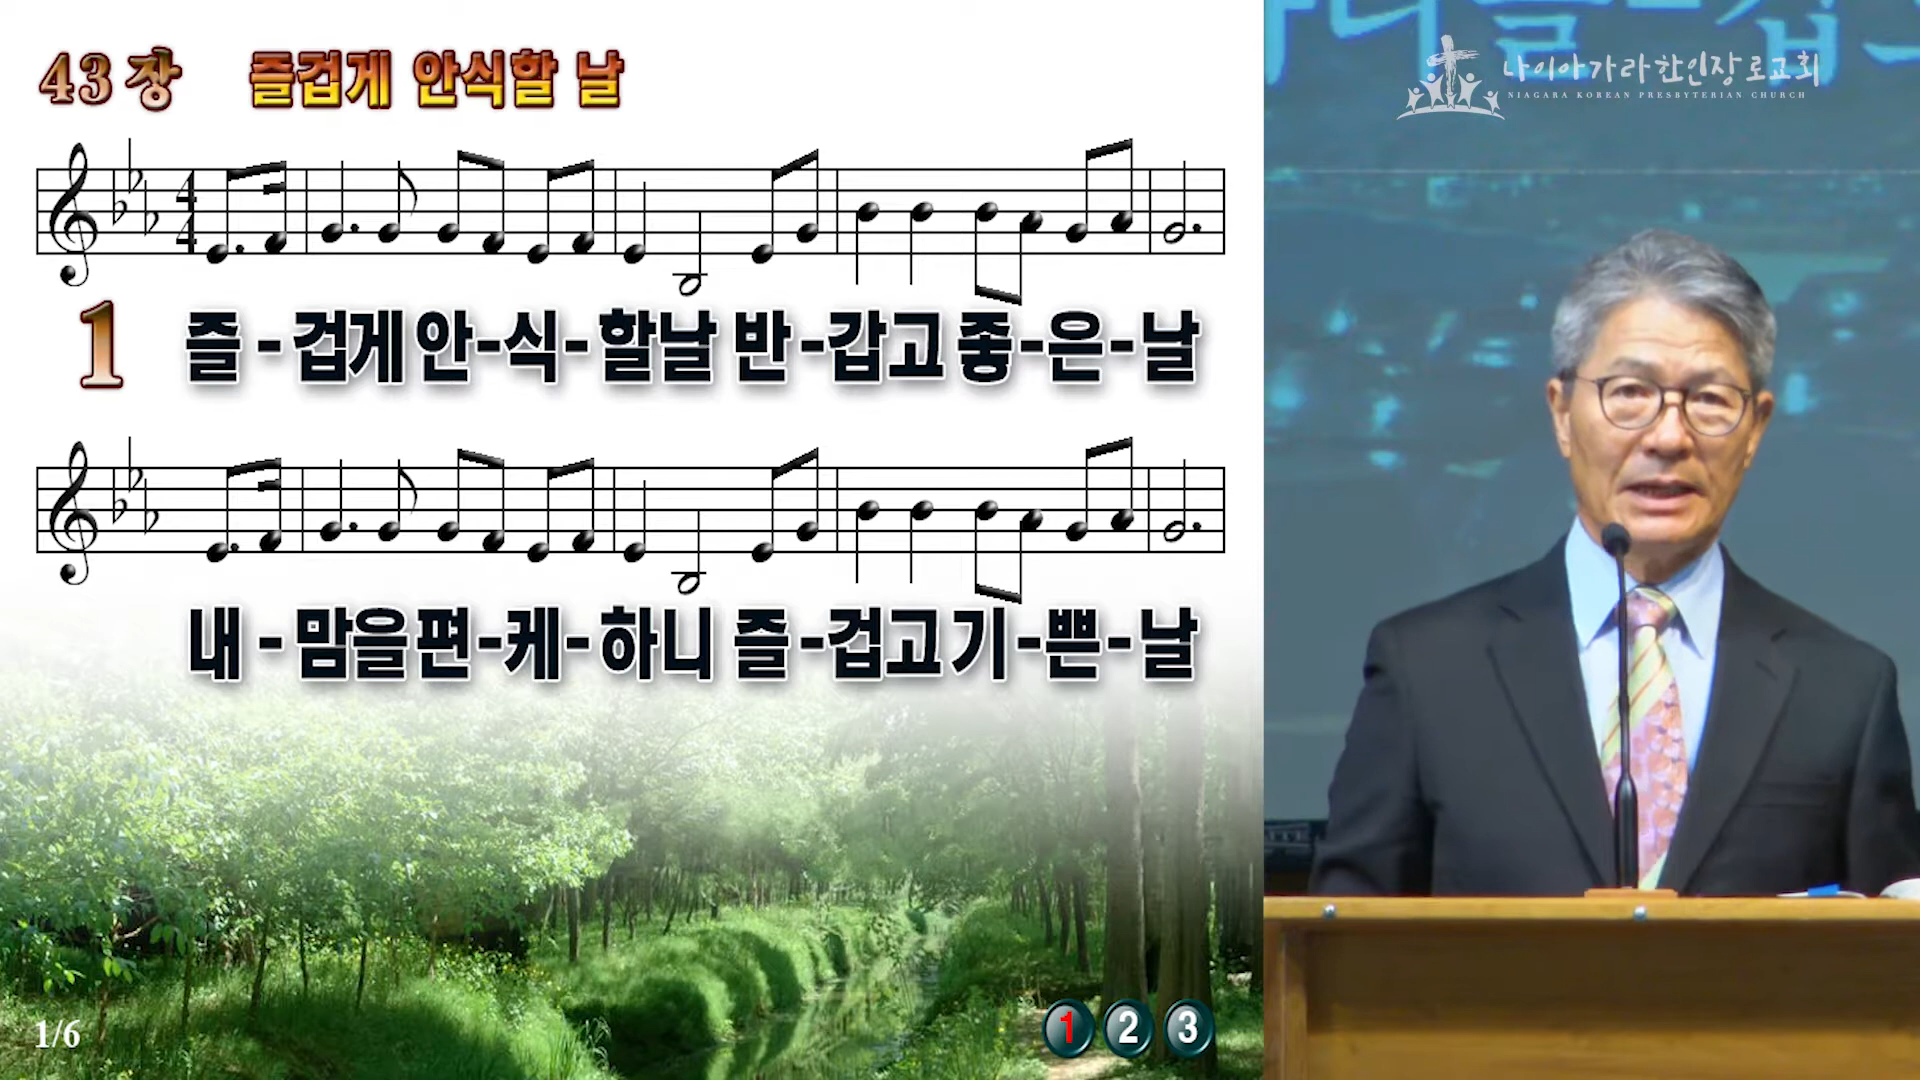 43장 즐겁게 안식할 날
1 즐-겁게안-식-할날 반-갑고좋-은-날
내-맘을편-케-하니 즐-겁고기-쁜-날
1/6
1 2 3
나이아가라한인장로교회
NIAGARA KOREAN PRESBYTERIAN CHURCH